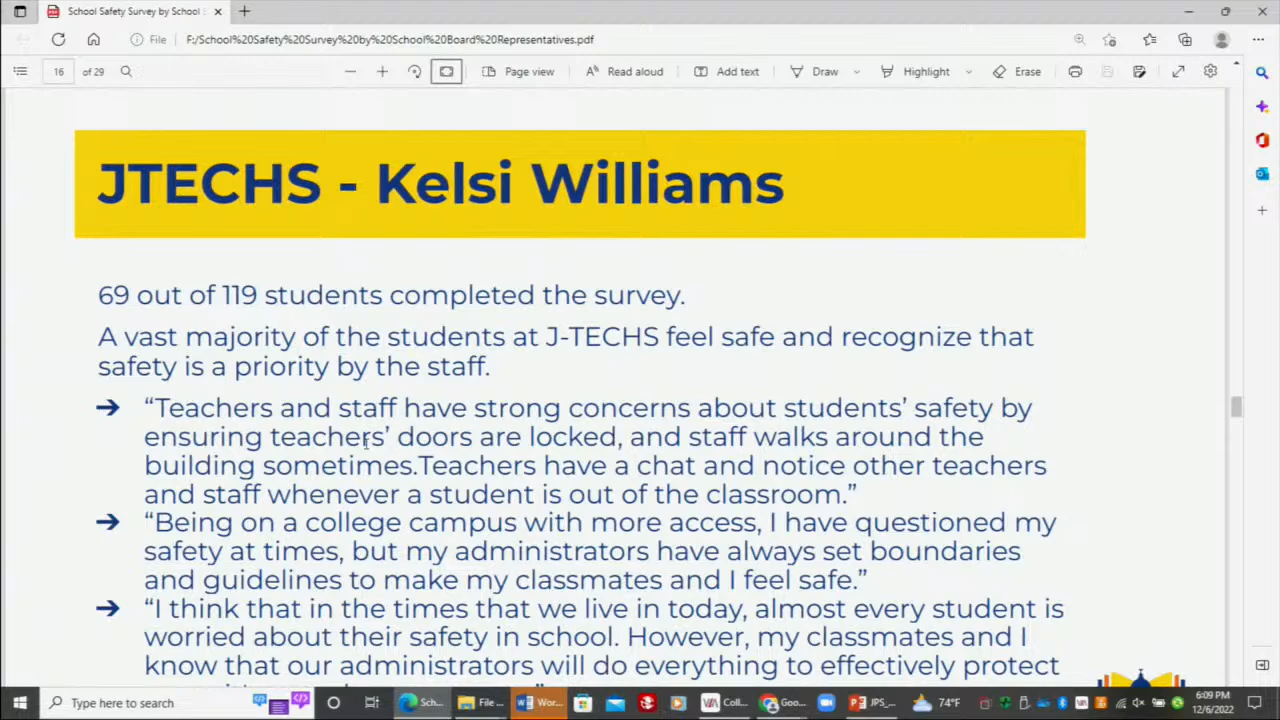 School Safety Survey by School
File F:/School%20Safety%20Survey%20by%20School%20Board%20Representatives.pdf
16 of 29 Page view Read aloud Add text Draw Highlight Erase
JTECHS - Kelsi Williams
69 out of 119 students completed the survey.
A vast majority of the students at J-TECHS feel safe and recognize that
safety is a priority by the staff.
➔ “Teachers and staff have strong concerns about students’ safety by
ensuring teachers’ doors are locked, and staff walks around the
building sometimes.Teachers have a chat and notice other teachers
and staff whenever a student is out of the classroom.”
➔ “Being on a college campus with more access, I have questioned my
safety at times, but my administrators have always set boundaries
and guidelines to make my classmates and I feel safe.”
➔ “I think that in the times that we live in today, almost every student is
worried about their safety in school. However, my classmates and I
know that our administrators will do everything to effectively protect
Type here to search Sch... File ... Wor... Coll... Goo... JPS_... 74°F 6:09 PM
12/6/2022